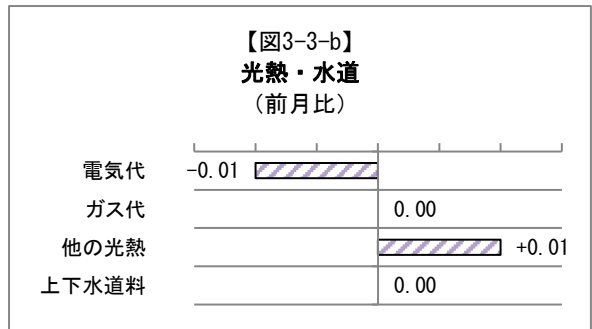 【図3-3-b】
光熱・水道
（前月比）
電気代 -0.01
ガス代 0.00
他の光熱 +0.01
上下水道料 0.00